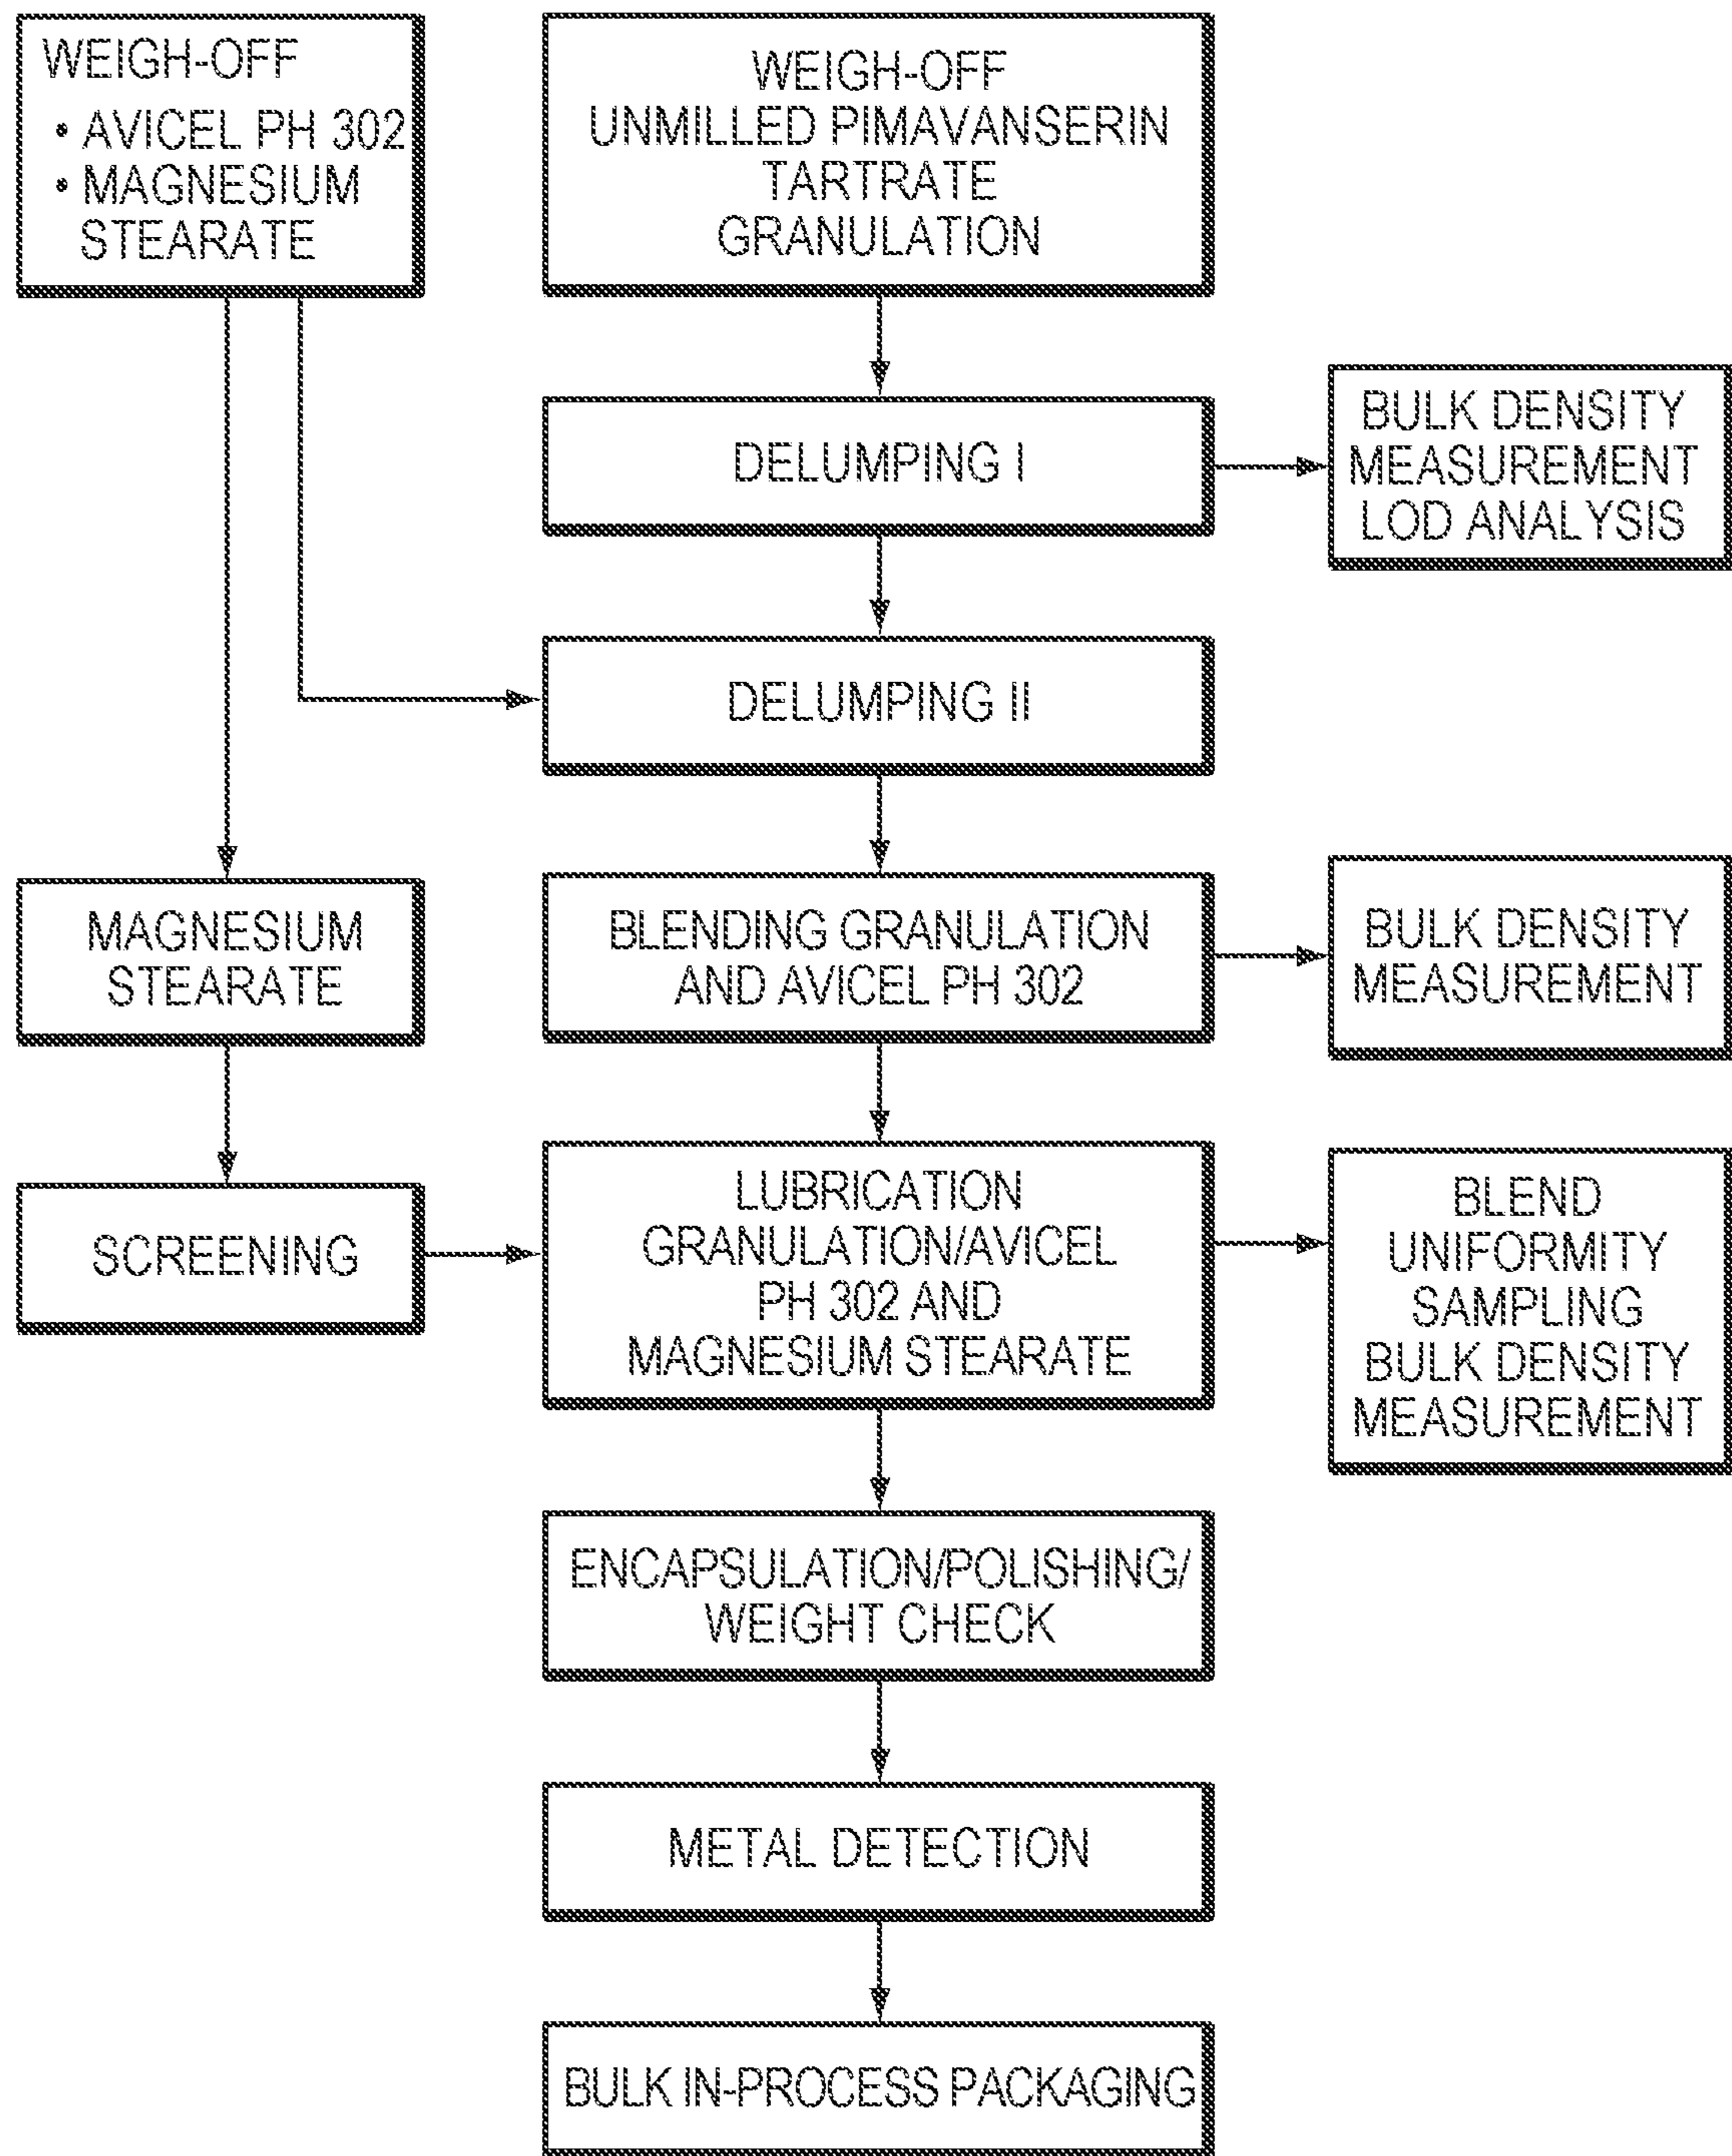 WEIGH-OFF
• AVICEL PH 302
• MAGNESIUM
STEARATE
WEIGH-OFF
UNMILLED PIMAVANSERIN
TARTRATE
GRANULATION
DELUMPING I
BULK DENSITY
MEASUREMENT
LOD ANALYSIS
DELUMPING II
MAGNESIUM
STEARATE
BLENDING GRANULATION
AND AVICEL PH 302
BULK DENSITY
MEASUREMENT
SCREENING
LUBRICATION
GRANULATION/AVICEL
PH 302 AND
MAGNESIUM STEARATE
BLEND
UNIFORMITY
SAMPLING
BULK DENSITY
MEASUREMENT
ENCAPSULATION/POLISHING/
WEIGHT CHECK
METAL DETECTION
BULK IN-PROCESS PACKAGING